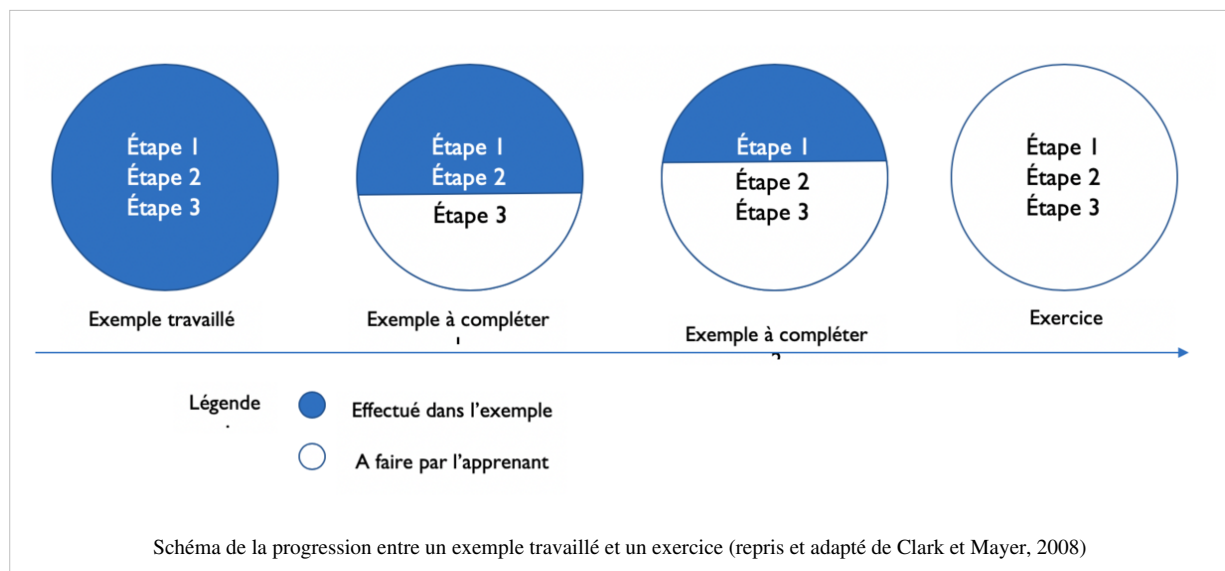 Étape 1
Étape 2
Étape 3
Étape 1
Étape 2
Étape 3
Étape 1
Étape 2
Étape 3
Étape 1
Étape 2
Étape 3
Exemple travaillé
Exemple à compléter
Exemple à compléter
Exercice
Légende
Effectué dans l'exemple
A faire par l'apprenant
Schéma de la progression entre un exemple travaillé et un exercice (repris et adapté de Clark et Mayer, 2008)